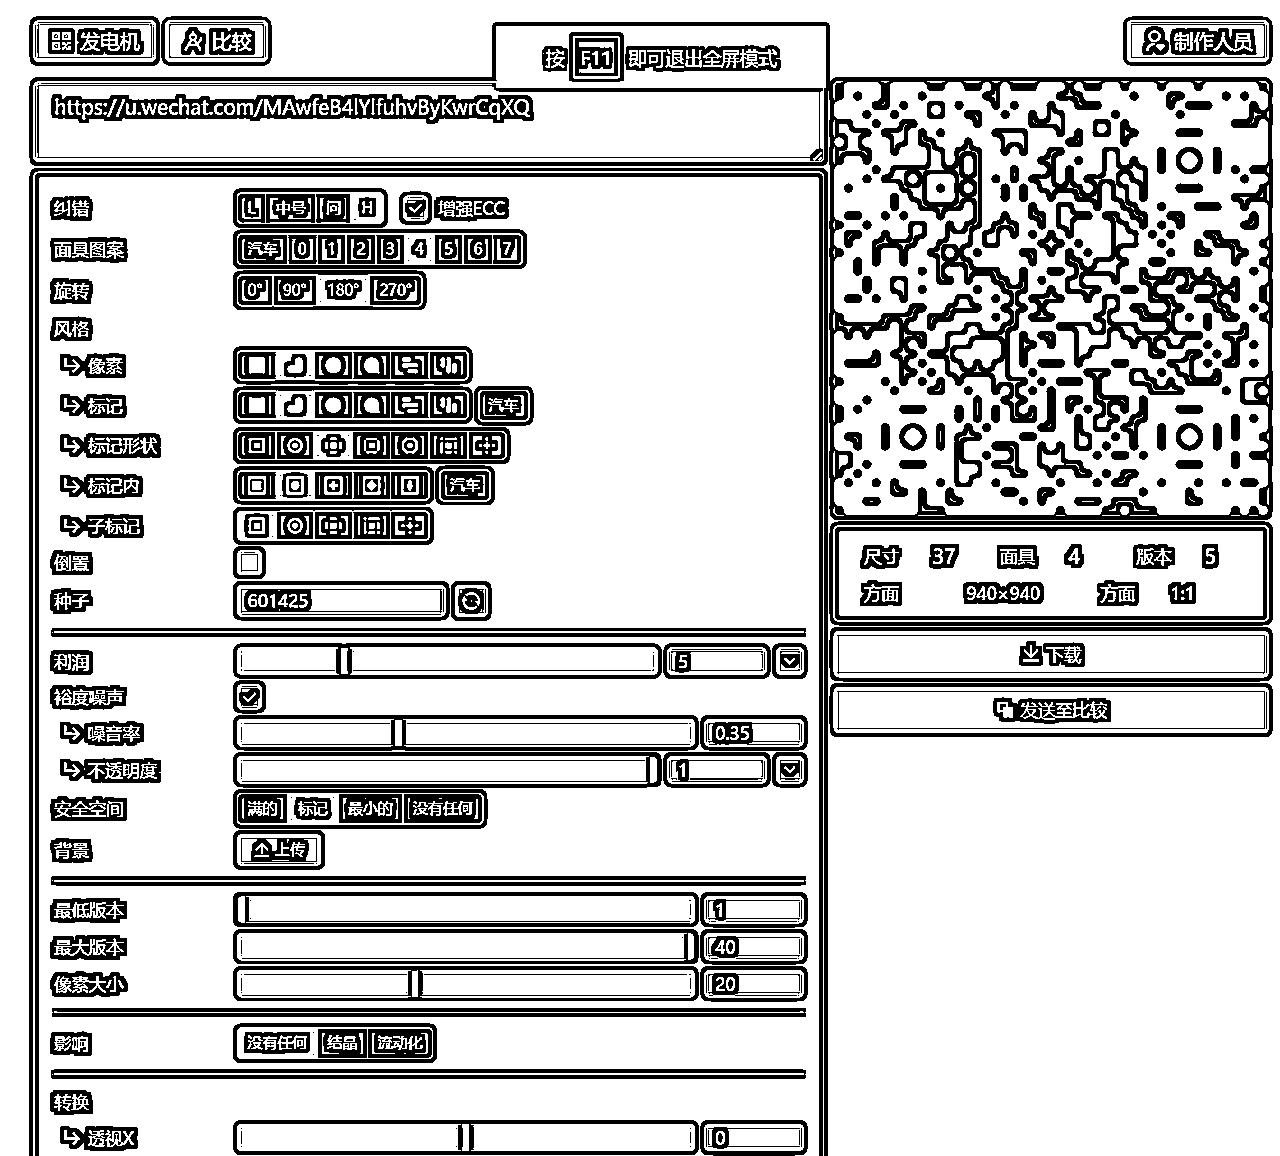 发电机 比较 制作人员
按 F11 即可退出全屏模式
https://u.wechat.com/MAwfeB4lYIfuhvByKwrCqXQ
纠错 L 中号 问 H 增强ECC
面具图案 汽车 0 1 2 3 4 5 6 7
旋转 0° 90° 180° 270°
风格
像素
标记 汽车
标记形状
标记内 汽车
子标记
倒置
种子 601425
利润 5
裕度噪声
噪音率 0.35
不透明度 1
安全空间 满的 标记 最小的 没有任何
背景 上传
最低版本 1
最大版本 40
像素大小 20
影响 没有任何 结晶 流动化
转换
透视X 0
尺寸 37 面具 4 版本 5
方面 940×940 方面 1:1
下载
发送至比较